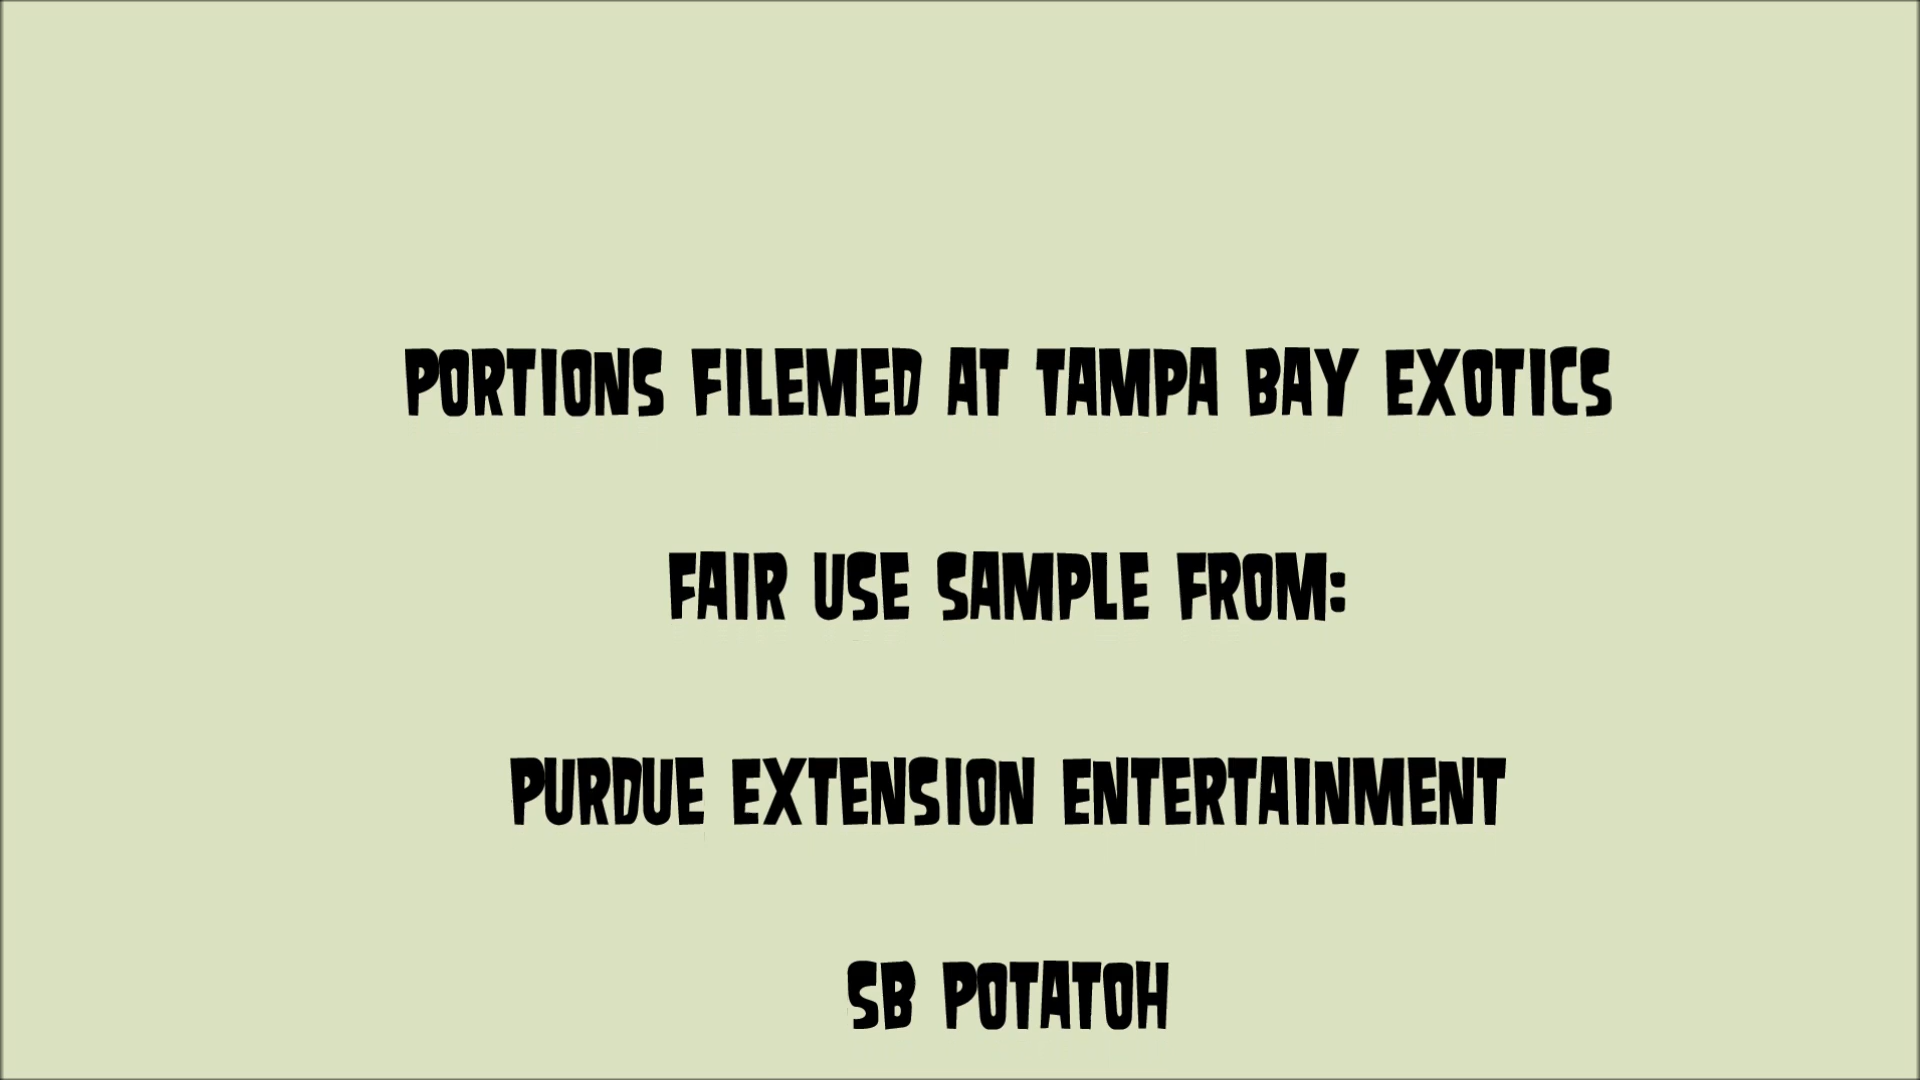 PORTIONS FILEMED AT TAMPA BAY EXOTICS
FAIR USE SAMPLE FROM:
PURDUE EXTENSION ENTERTAINMENT
SB POTATOH